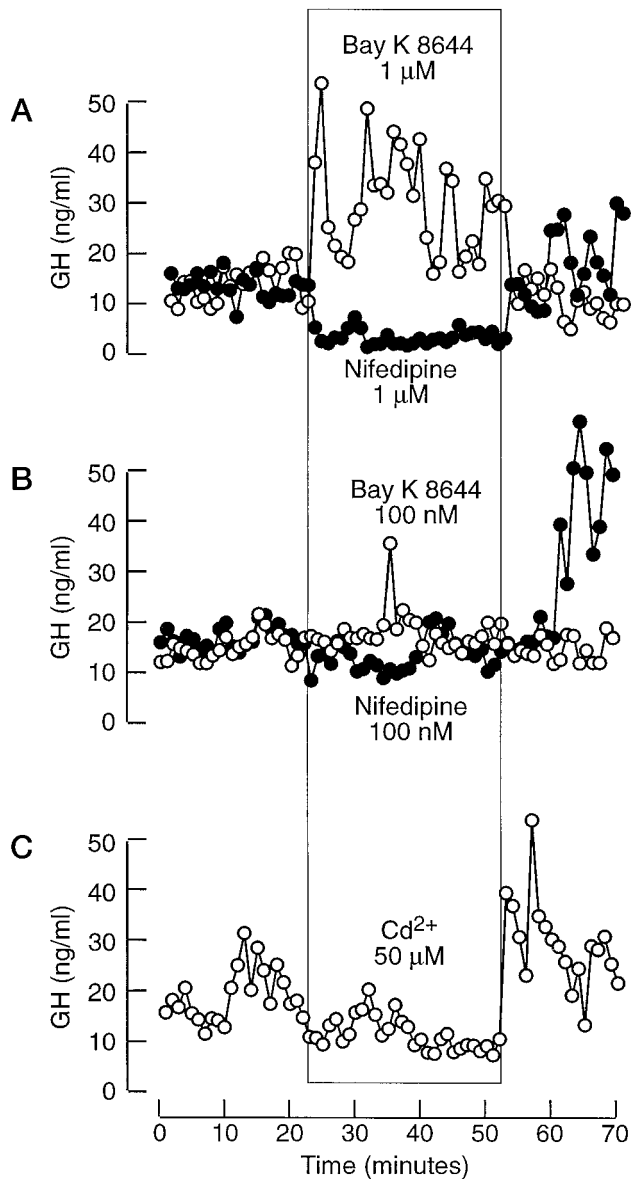 A
GH (ng/ml)
50
40
30
20
10
0
Bay K 8644
1 μM
Nifedipine
1 μM
B
GH (ng/ml)
50
40
30
20
10
0
Bay K 8644
100 nM
Nifedipine
100 nM
C
GH (ng/ml)
50
40
30
20
10
0
Cd²⁺
50 μM
0 10 20 30 40 50 60 70
Time (minutes)